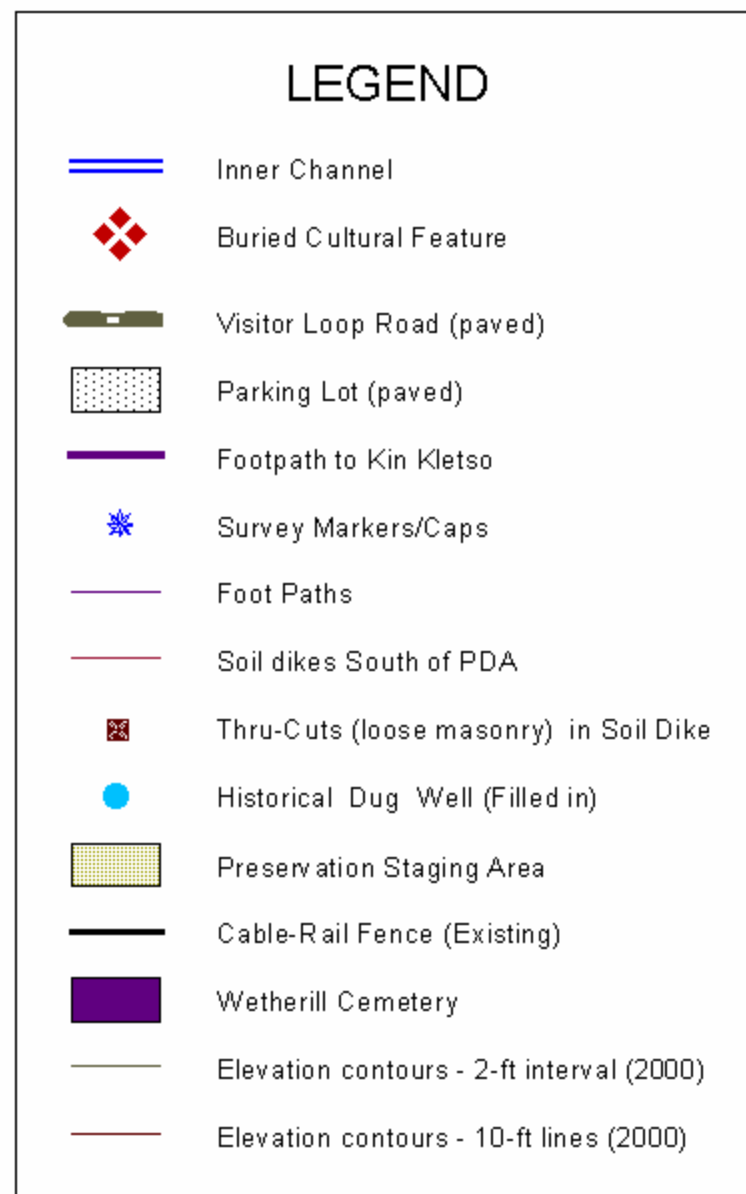 LEGEND
Inner Channel
Buried Cultural Feature
Visitor Loop Road (paved)
Parking Lot (paved)
Footpath to Kin Kletso
Survey Markers/Caps
Foot Paths
Soil dikes South of PDA
Thru-Cuts (loose masonry) in Soil Dike
Historical Dug Well (Filled in)
Preservation Staging Area
Cable-Rail Fence (Existing)
Wetherill Cemetery
Elevation contours - 2-ft interval (2000)
Elevation contours - 10-ft lines (2000)